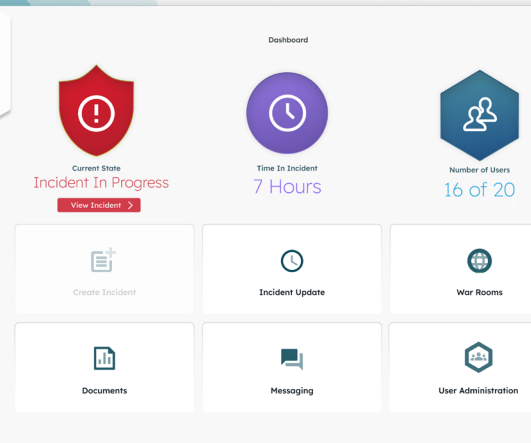 Dashboard
Current State
Incident In Progress
View Incident
Time In Incident
7 Hours
Number of Users
16 of 20
Create Incident
Incident Update
War Rooms
Documents
Messaging
User Administration